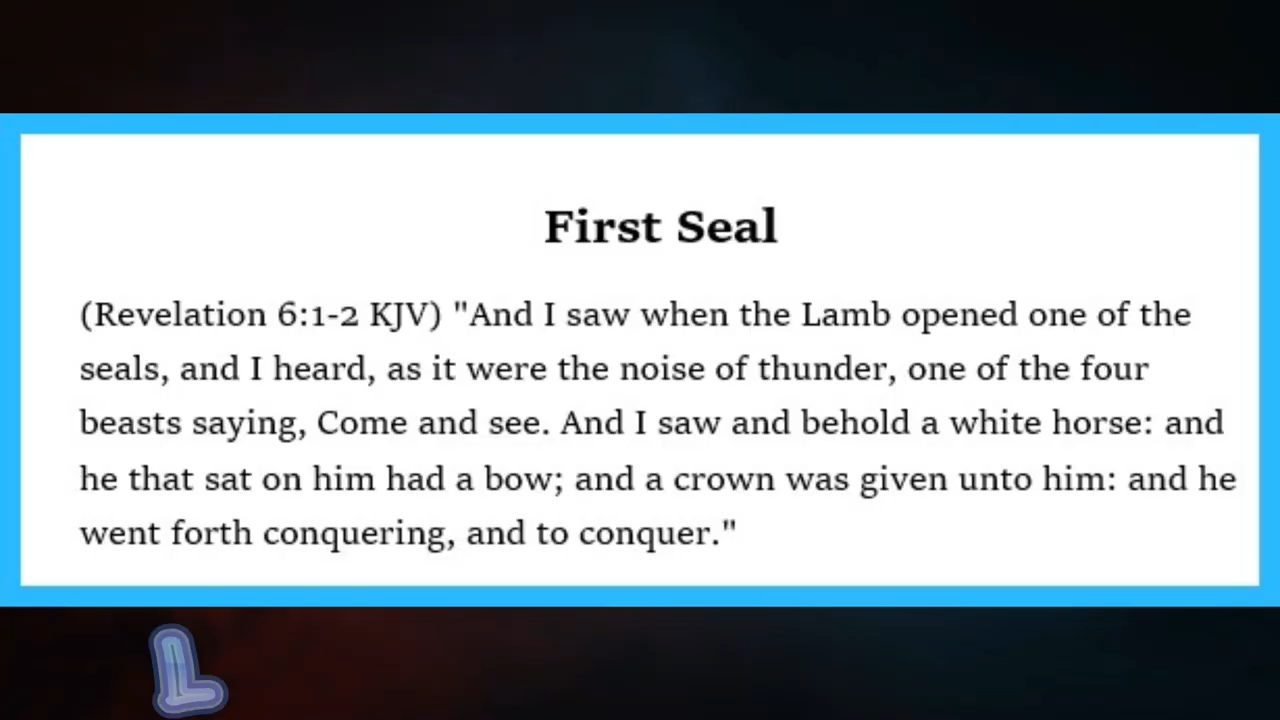 First Seal
(Revelation 6:1-2 KJV) "And I saw when the Lamb opened one of the
seals, and I heard, as it were the noise of thunder, one of the four
beasts saying, Come and see. And I saw and behold a white horse: and
he that sat on him had a bow; and a crown was given unto him: and he
went forth conquering, and to conquer."
L